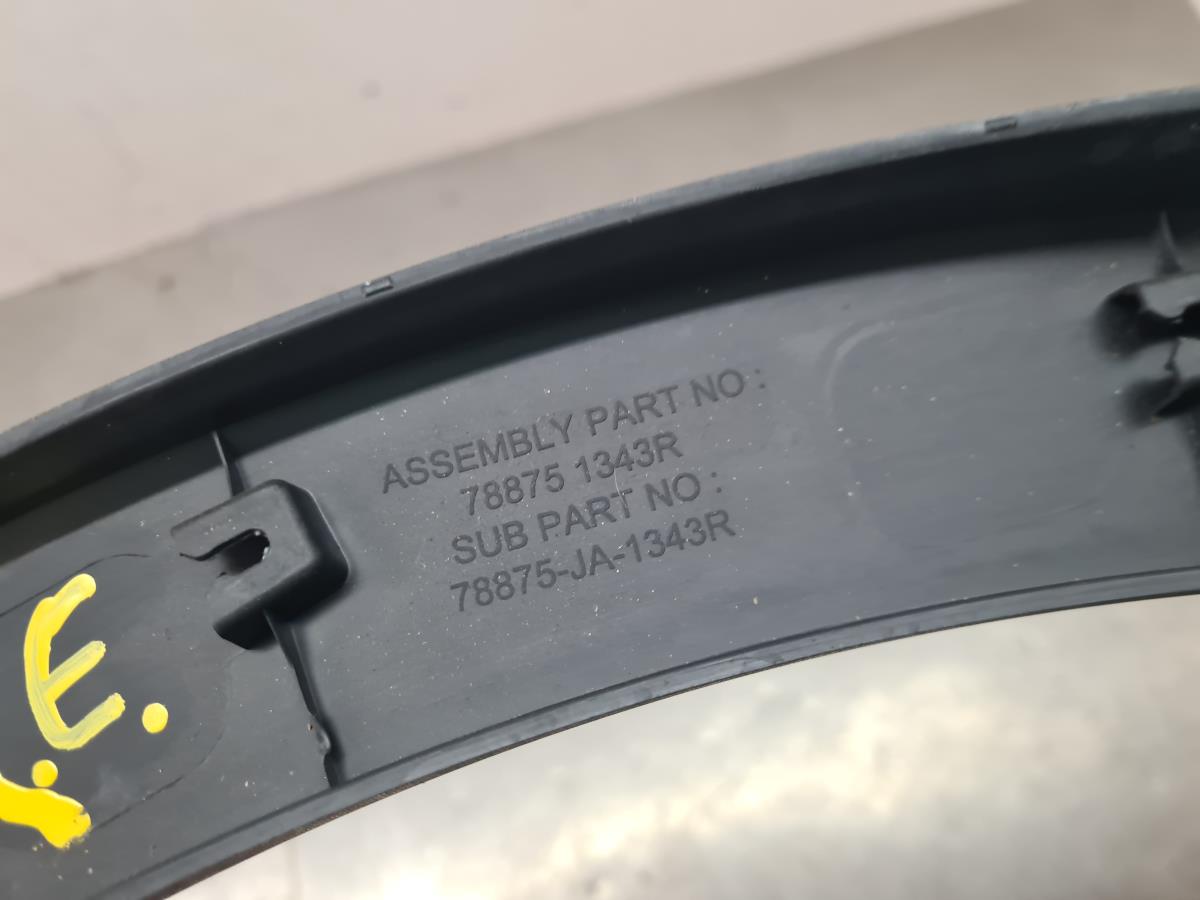 ASSEMBLY PART NO :
78875 1343R
SUB PART NO :
78875-JA-1343R
E.